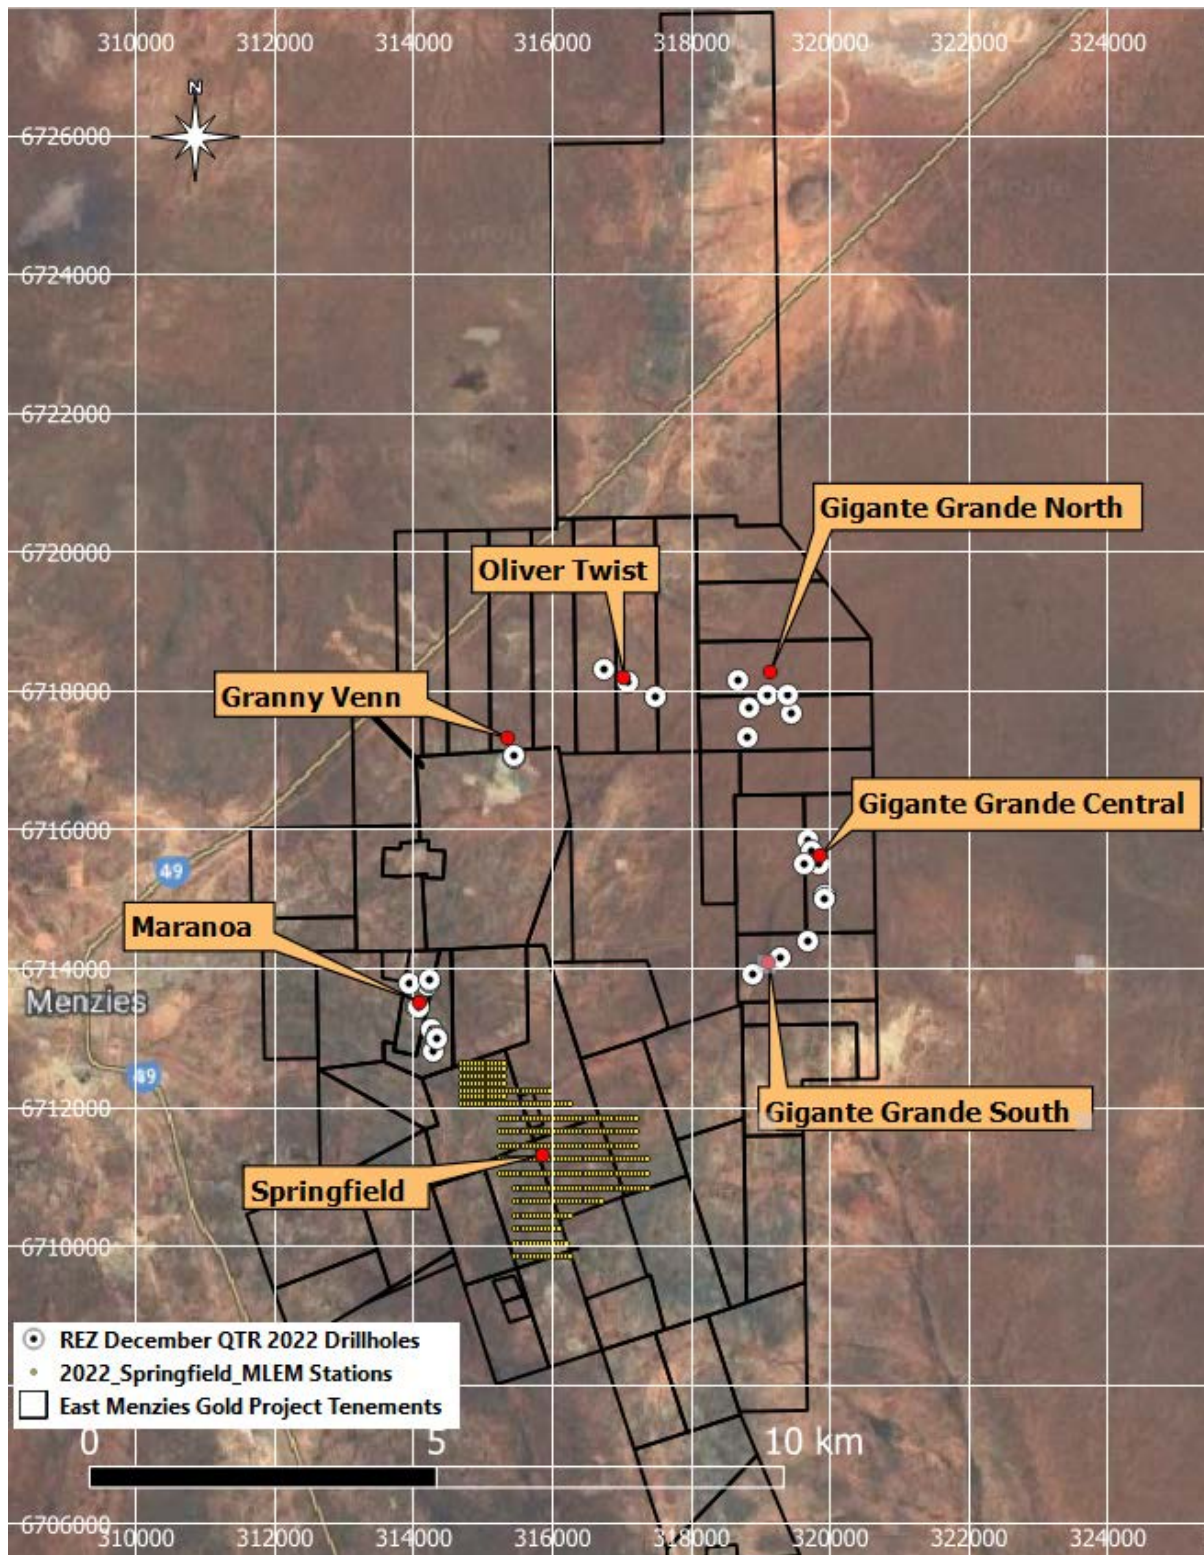 310000 312000 314000 316000 318000 320000 322000 324000
N
6726000
6724000
6722000
Gigante Grande North
6720000
Oliver Twist
6718000
Granny Venn
Gigante Grande Central
6716000
49
Maranoa
6714000
Menzies
49
6712000
Gigante Grande South
Springfield
6710000
REZ December QTR 2022 Drillholes
2022_Springfield_MLEM Stations
East Menzies Gold Project Tenements
0 5 10 km
6706000
310000 312000 314000 316000 318000 320000 322000 324000